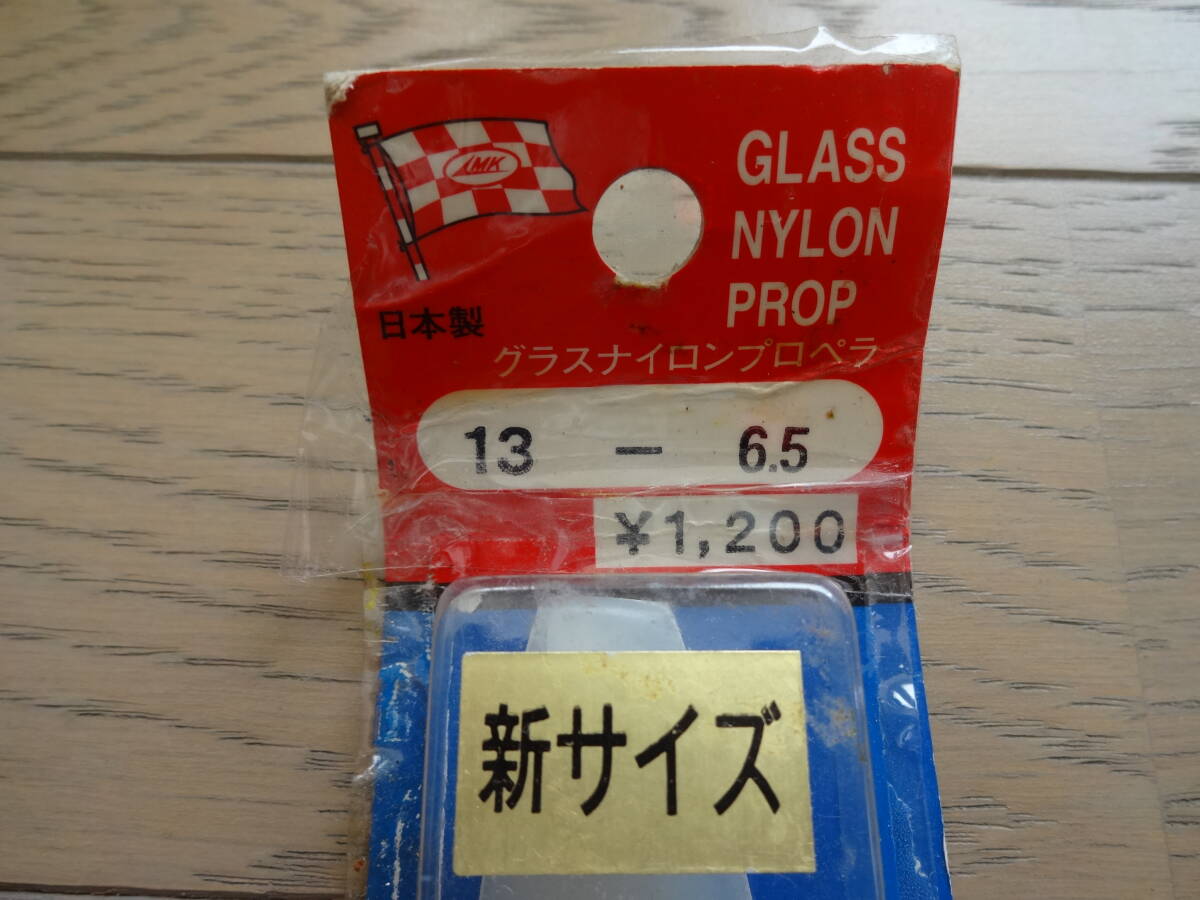 IMK
GLASS
NYLON
PROP
日本製
グラスナイロンプロペラ
13 － 6.5
¥1,200
新サイズ